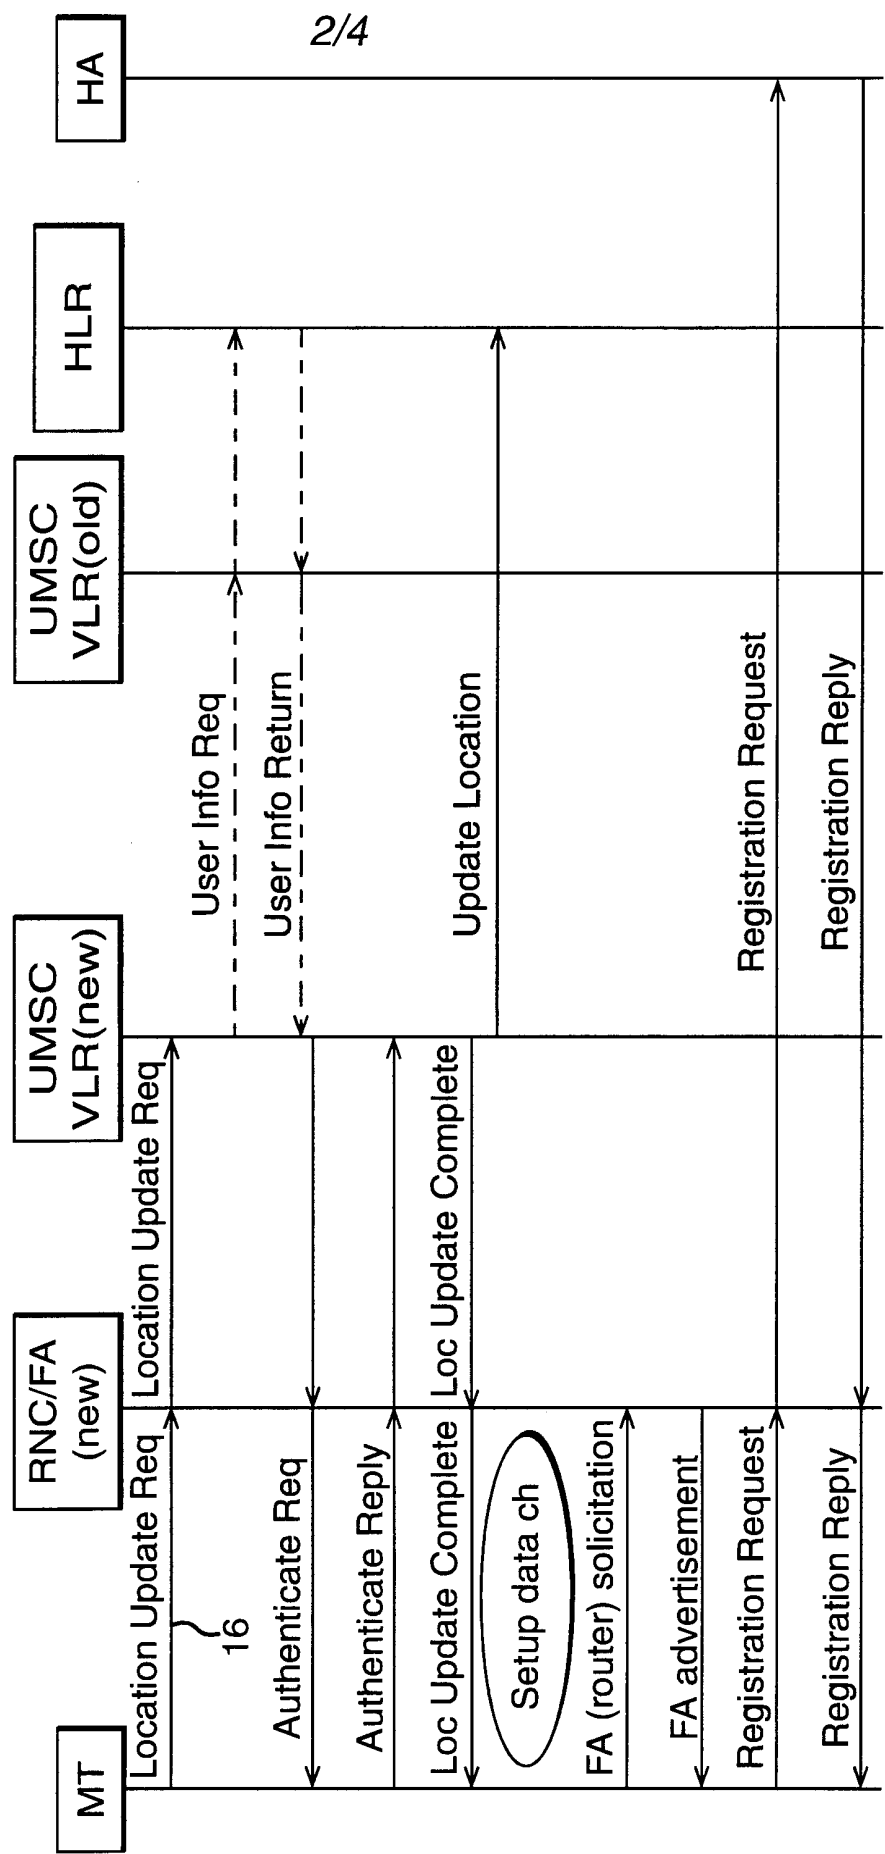 2/4
MT
RNC/FA
(new)
UMSC
VLR(new)
UMSC
VLR(old)
HLR
HA
Location Update Req
Location Update Req
16
User Info Req
User Info Return
Authenticate Req
Authenticate Reply
Loc Update Complete
Loc Update Complete
Update Location
Setup data ch
FA (router) solicitation
FA advertisement
Registration Request
Registration Request
Registration Reply
Registration Reply